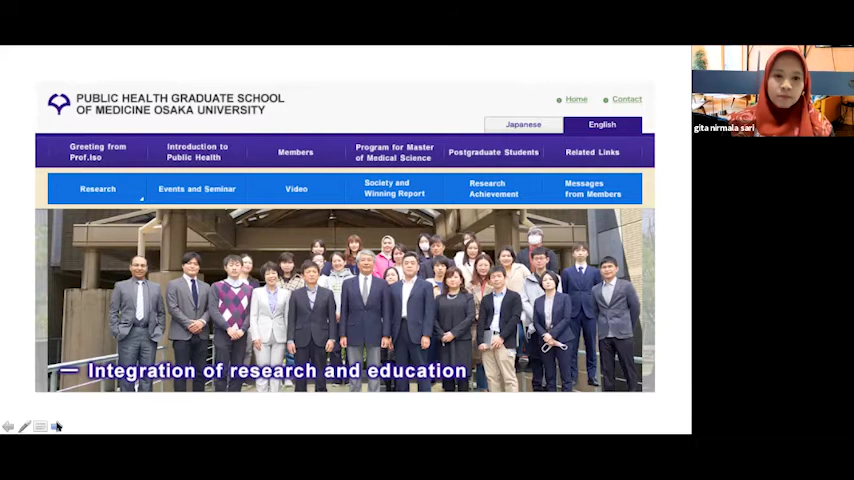 PUBLIC HEALTH GRADUATE SCHOOL
OF MEDICINE OSAKA UNIVERSITY
Home
Contact
Japanese
English
Greeting from
Prof.Iso
Introduction to
Public Health
Members
Program for Master
of Medical Science
Postgraduate Students
Related Links
Research
Events and Seminar
Video
Society and
Winning Report
Research
Achievement
Messages
from Members
— Integration of research and education
gita nirmala sari